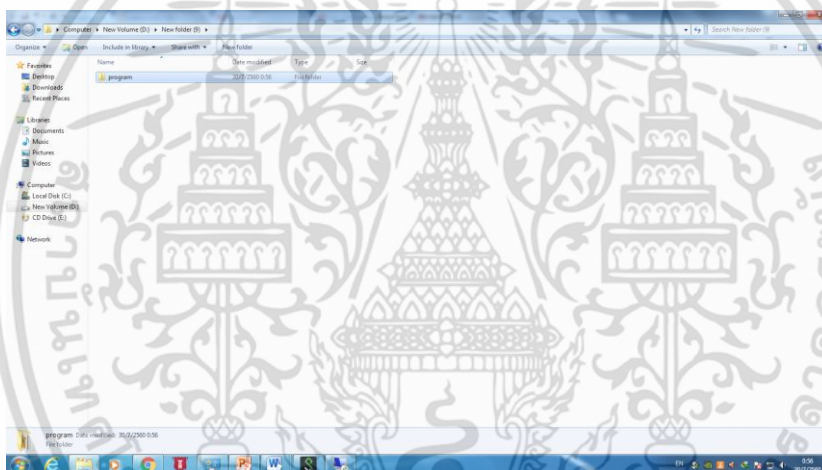 Computer ▸ New Volume (D:) ▸ New folder (9) ▸
Search New folder (9)
Organize ▾ Open Include in library ▾ Share with ▾ New folder
Name Date modified Type Size
program 30/7/2560 0:56 File folder
Favorites
Desktop
Downloads
Recent Places
Libraries
Documents
Music
Pictures
Videos
Computer
Local Disk (C:)
New Volume (D:)
CD Drive (E:)
Network
program Date modified: 30/7/2560 0:56
File folder
EN
0:56
30/7/2560